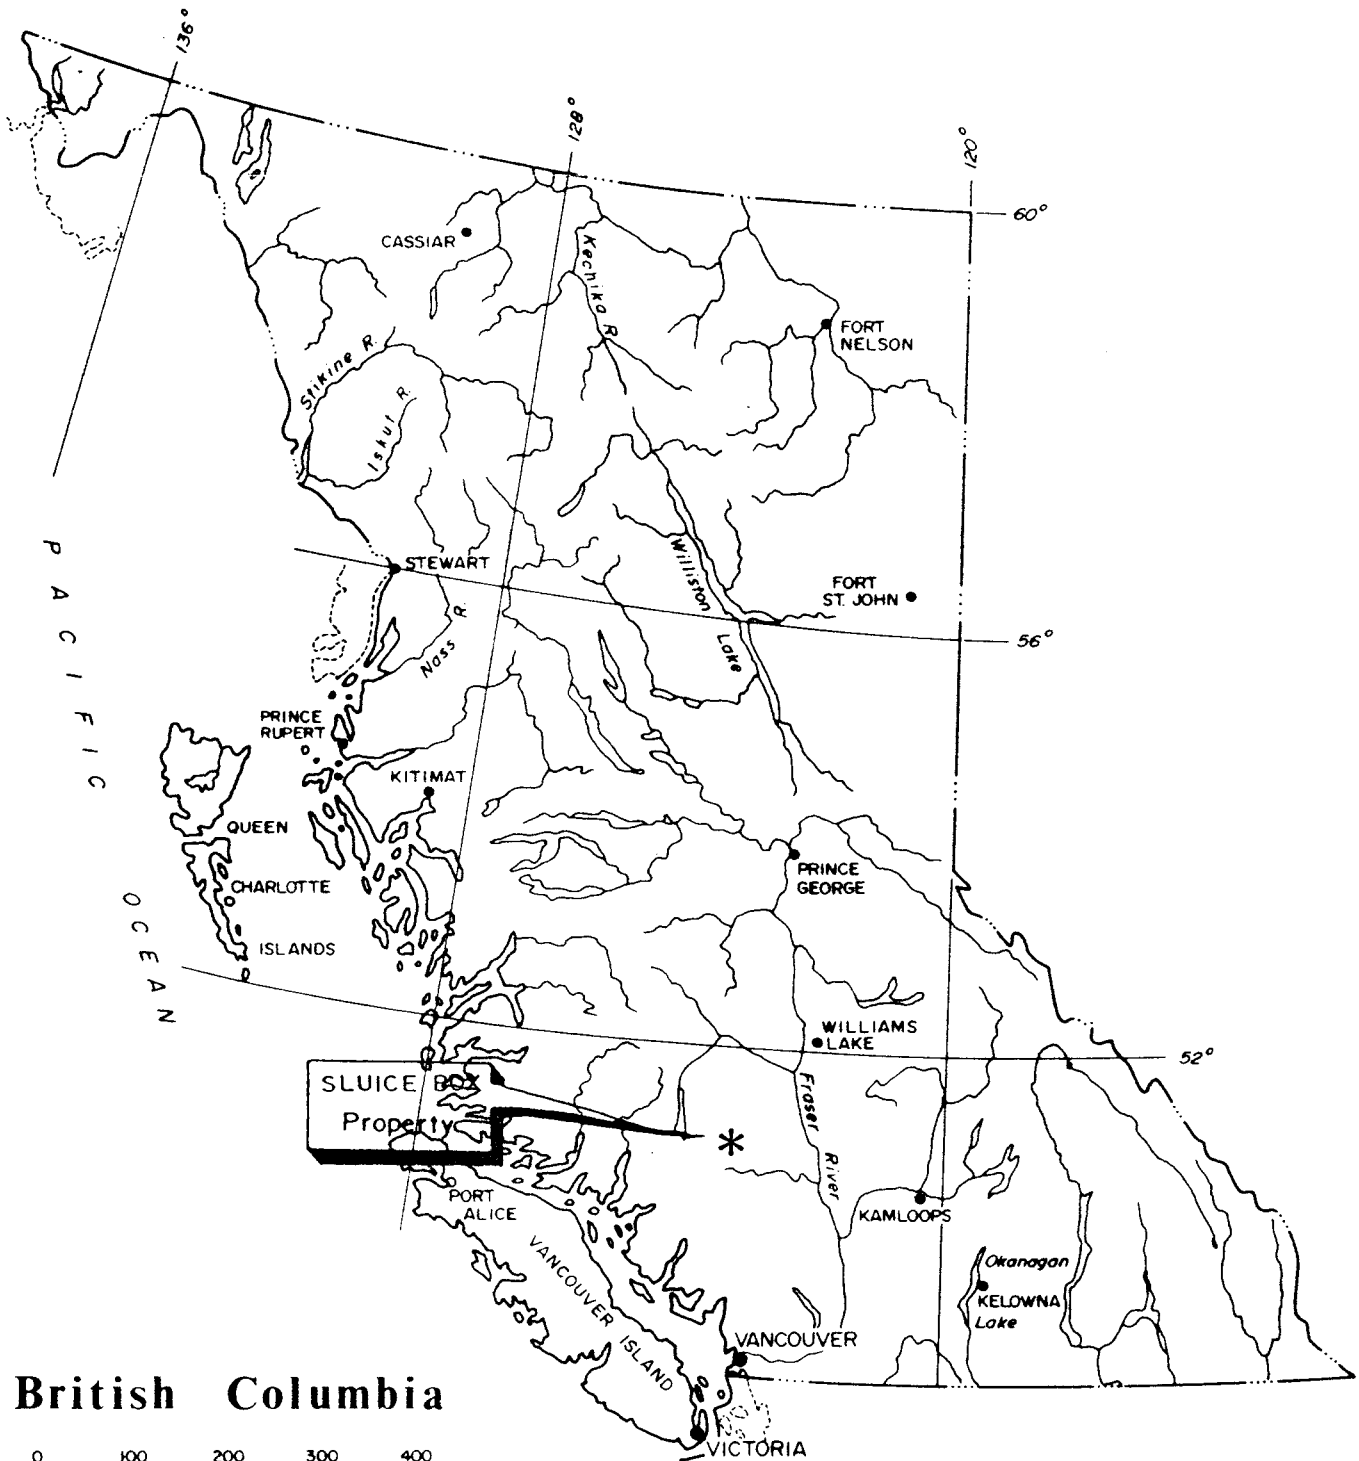 136°
128°
120°
60°
CASSIAR
Kechika R.
FORT
NELSON
Stikine R.
Iskut R.
STEWART
Williston
Lake
FORT
ST. JOHN
56°
Nass R.
PACIFIC
OCEAN
PRINCE
RUPERT
KITIMAT
QUEEN
CHARLOTTE
ISLANDS
PRINCE
GEORGE
WILLIAMS
LAKE
52°
SLUICE BOX
Property
*
Fraser
River
PORT
ALICE
KAMLOOPS
VANCOUVER ISLAND
Okanagan
KELOWNA
Lake
VANCOUVER
British Columbia
VICTORIA
0 100 200 300 400